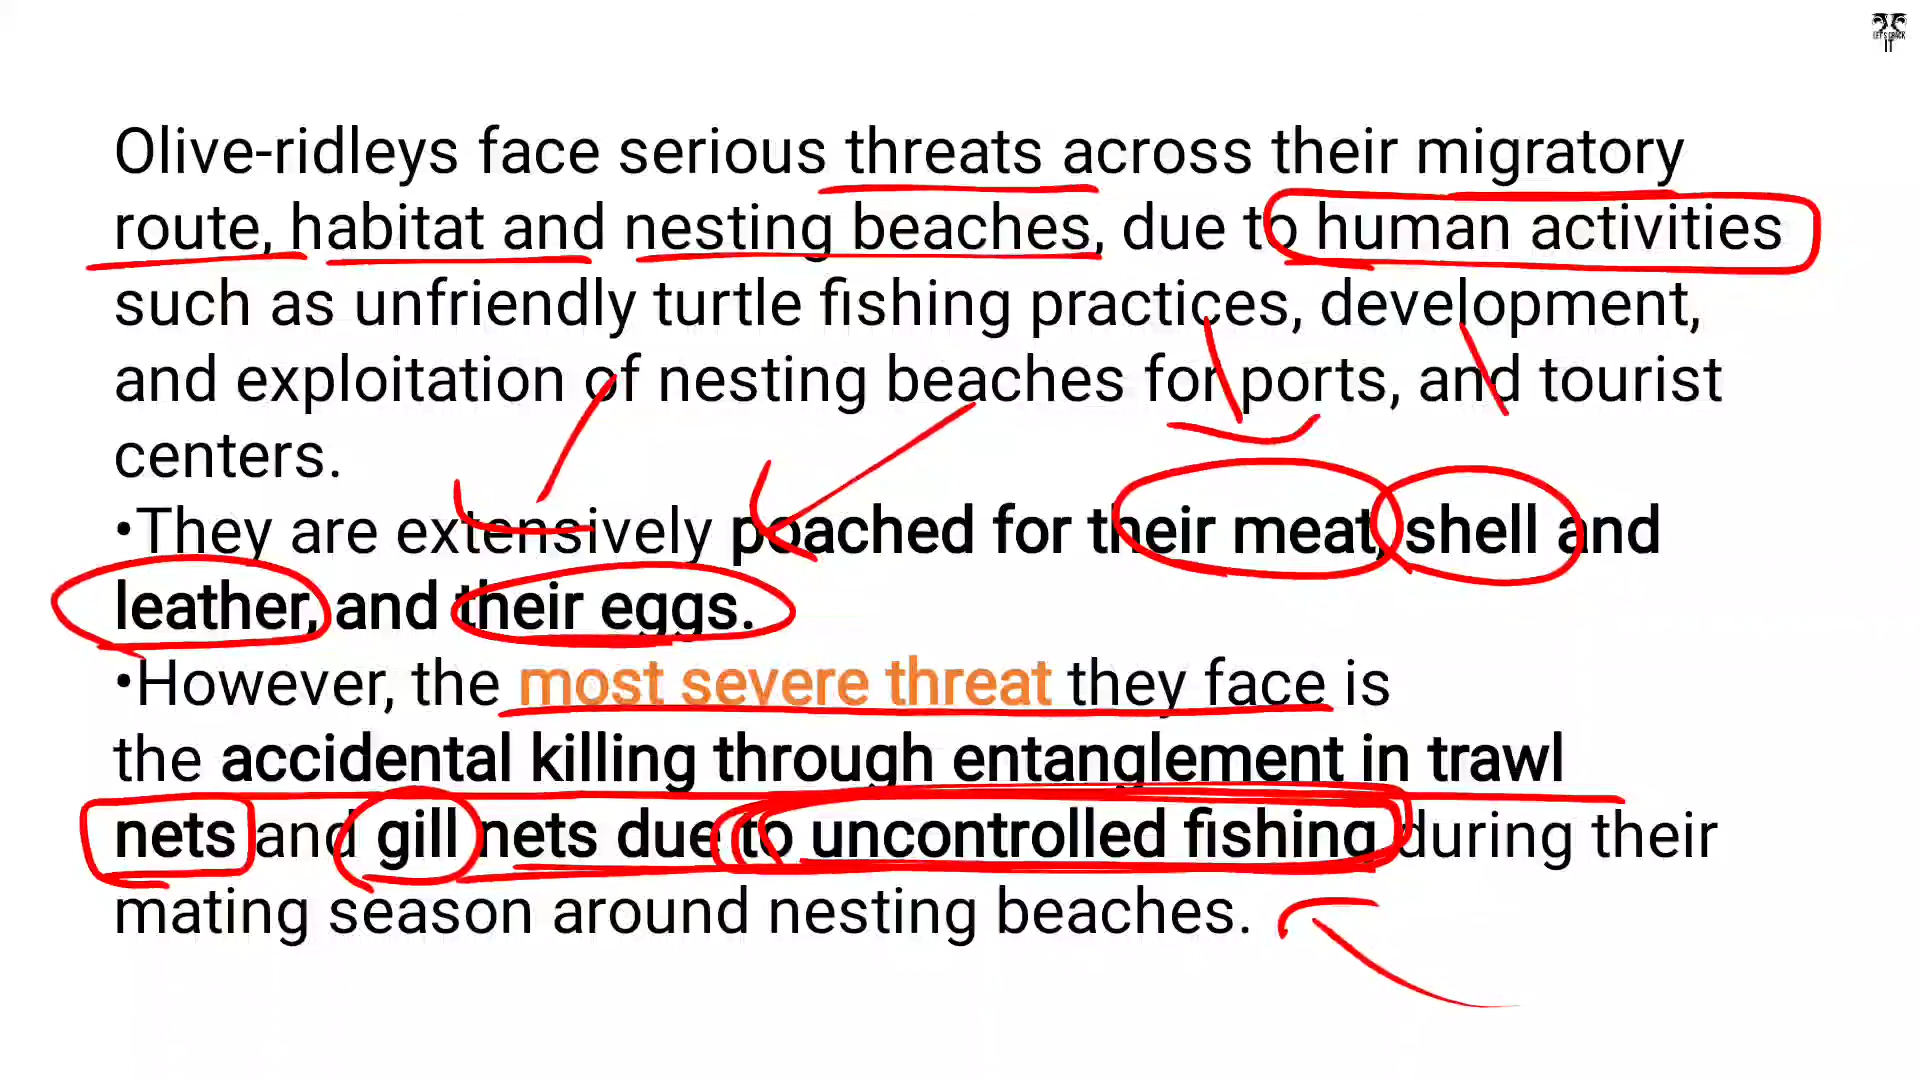 LET'S CRACK
IT
Olive-ridleys face serious threats across their migratory
route, habitat and nesting beaches, due to human activities
such as unfriendly turtle fishing practices, development,
and exploitation of nesting beaches for ports, and tourist
centers.
•They are extensively poached for their meat, shell and
leather, and their eggs.
•However, the most severe threat they face is
the accidental killing through entanglement in trawl
nets and gill nets due to uncontrolled fishing during their
mating season around nesting beaches.